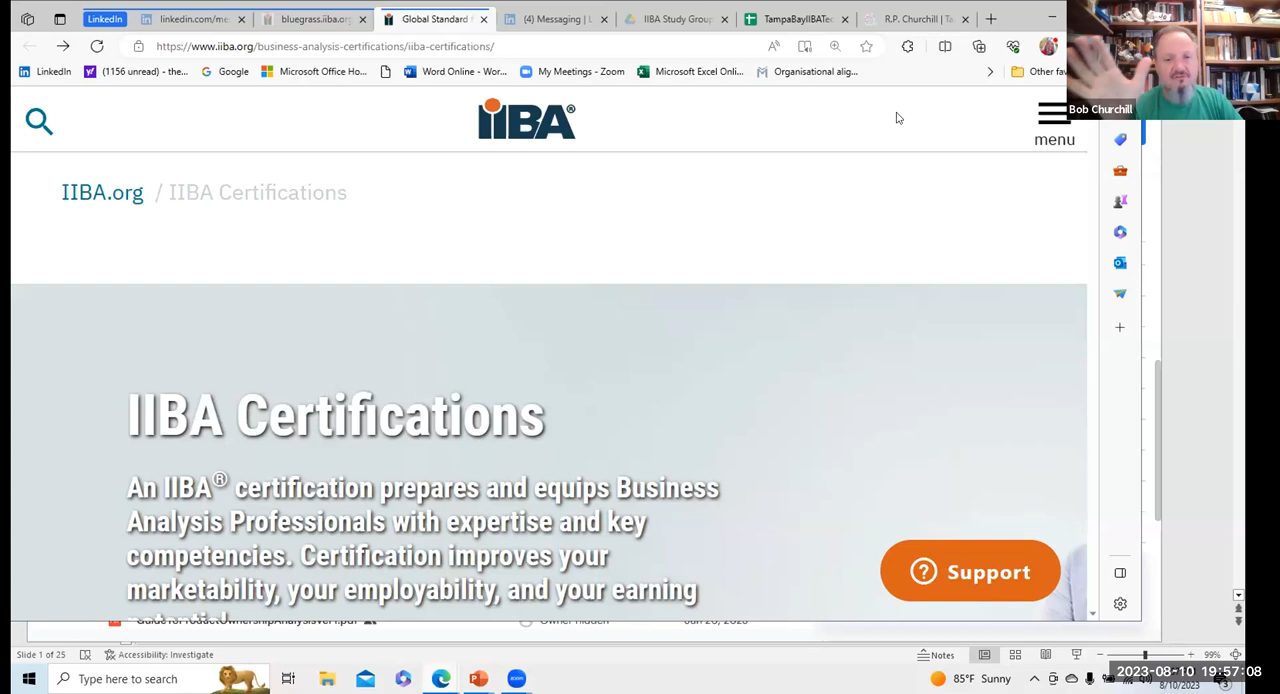 LinkedIn
linkedin.com/me
bluegrass.iiba.org
Global Standard f
(4) Messaging | L
IIBA Study Group
TampaBayIIBATec
R.P. Churchill | Ta
https://www.iiba.org/business-analysis-certifications/iiba-certifications/
LinkedIn
(1156 unread) - the...
Google
Microsoft Office Ho...
Word Online - Wor...
My Meetings - Zoom
Microsoft Excel Onli...
Organisational alig...
Other fav
Bob Churchill
IIBA®
menu
IIBA.org / IIBA Certifications
IIBA Certifications
An IIBA® certification prepares and equips Business
Analysis Professionals with expertise and key
competencies. Certification improves your
marketability, your employability, and your earning
potential
Support
Slide 1 of 25
Accessibility: Investigate
Notes
99%
Type here to search
85°F Sunny
2023-08-10 19:57:08
8/10/2023